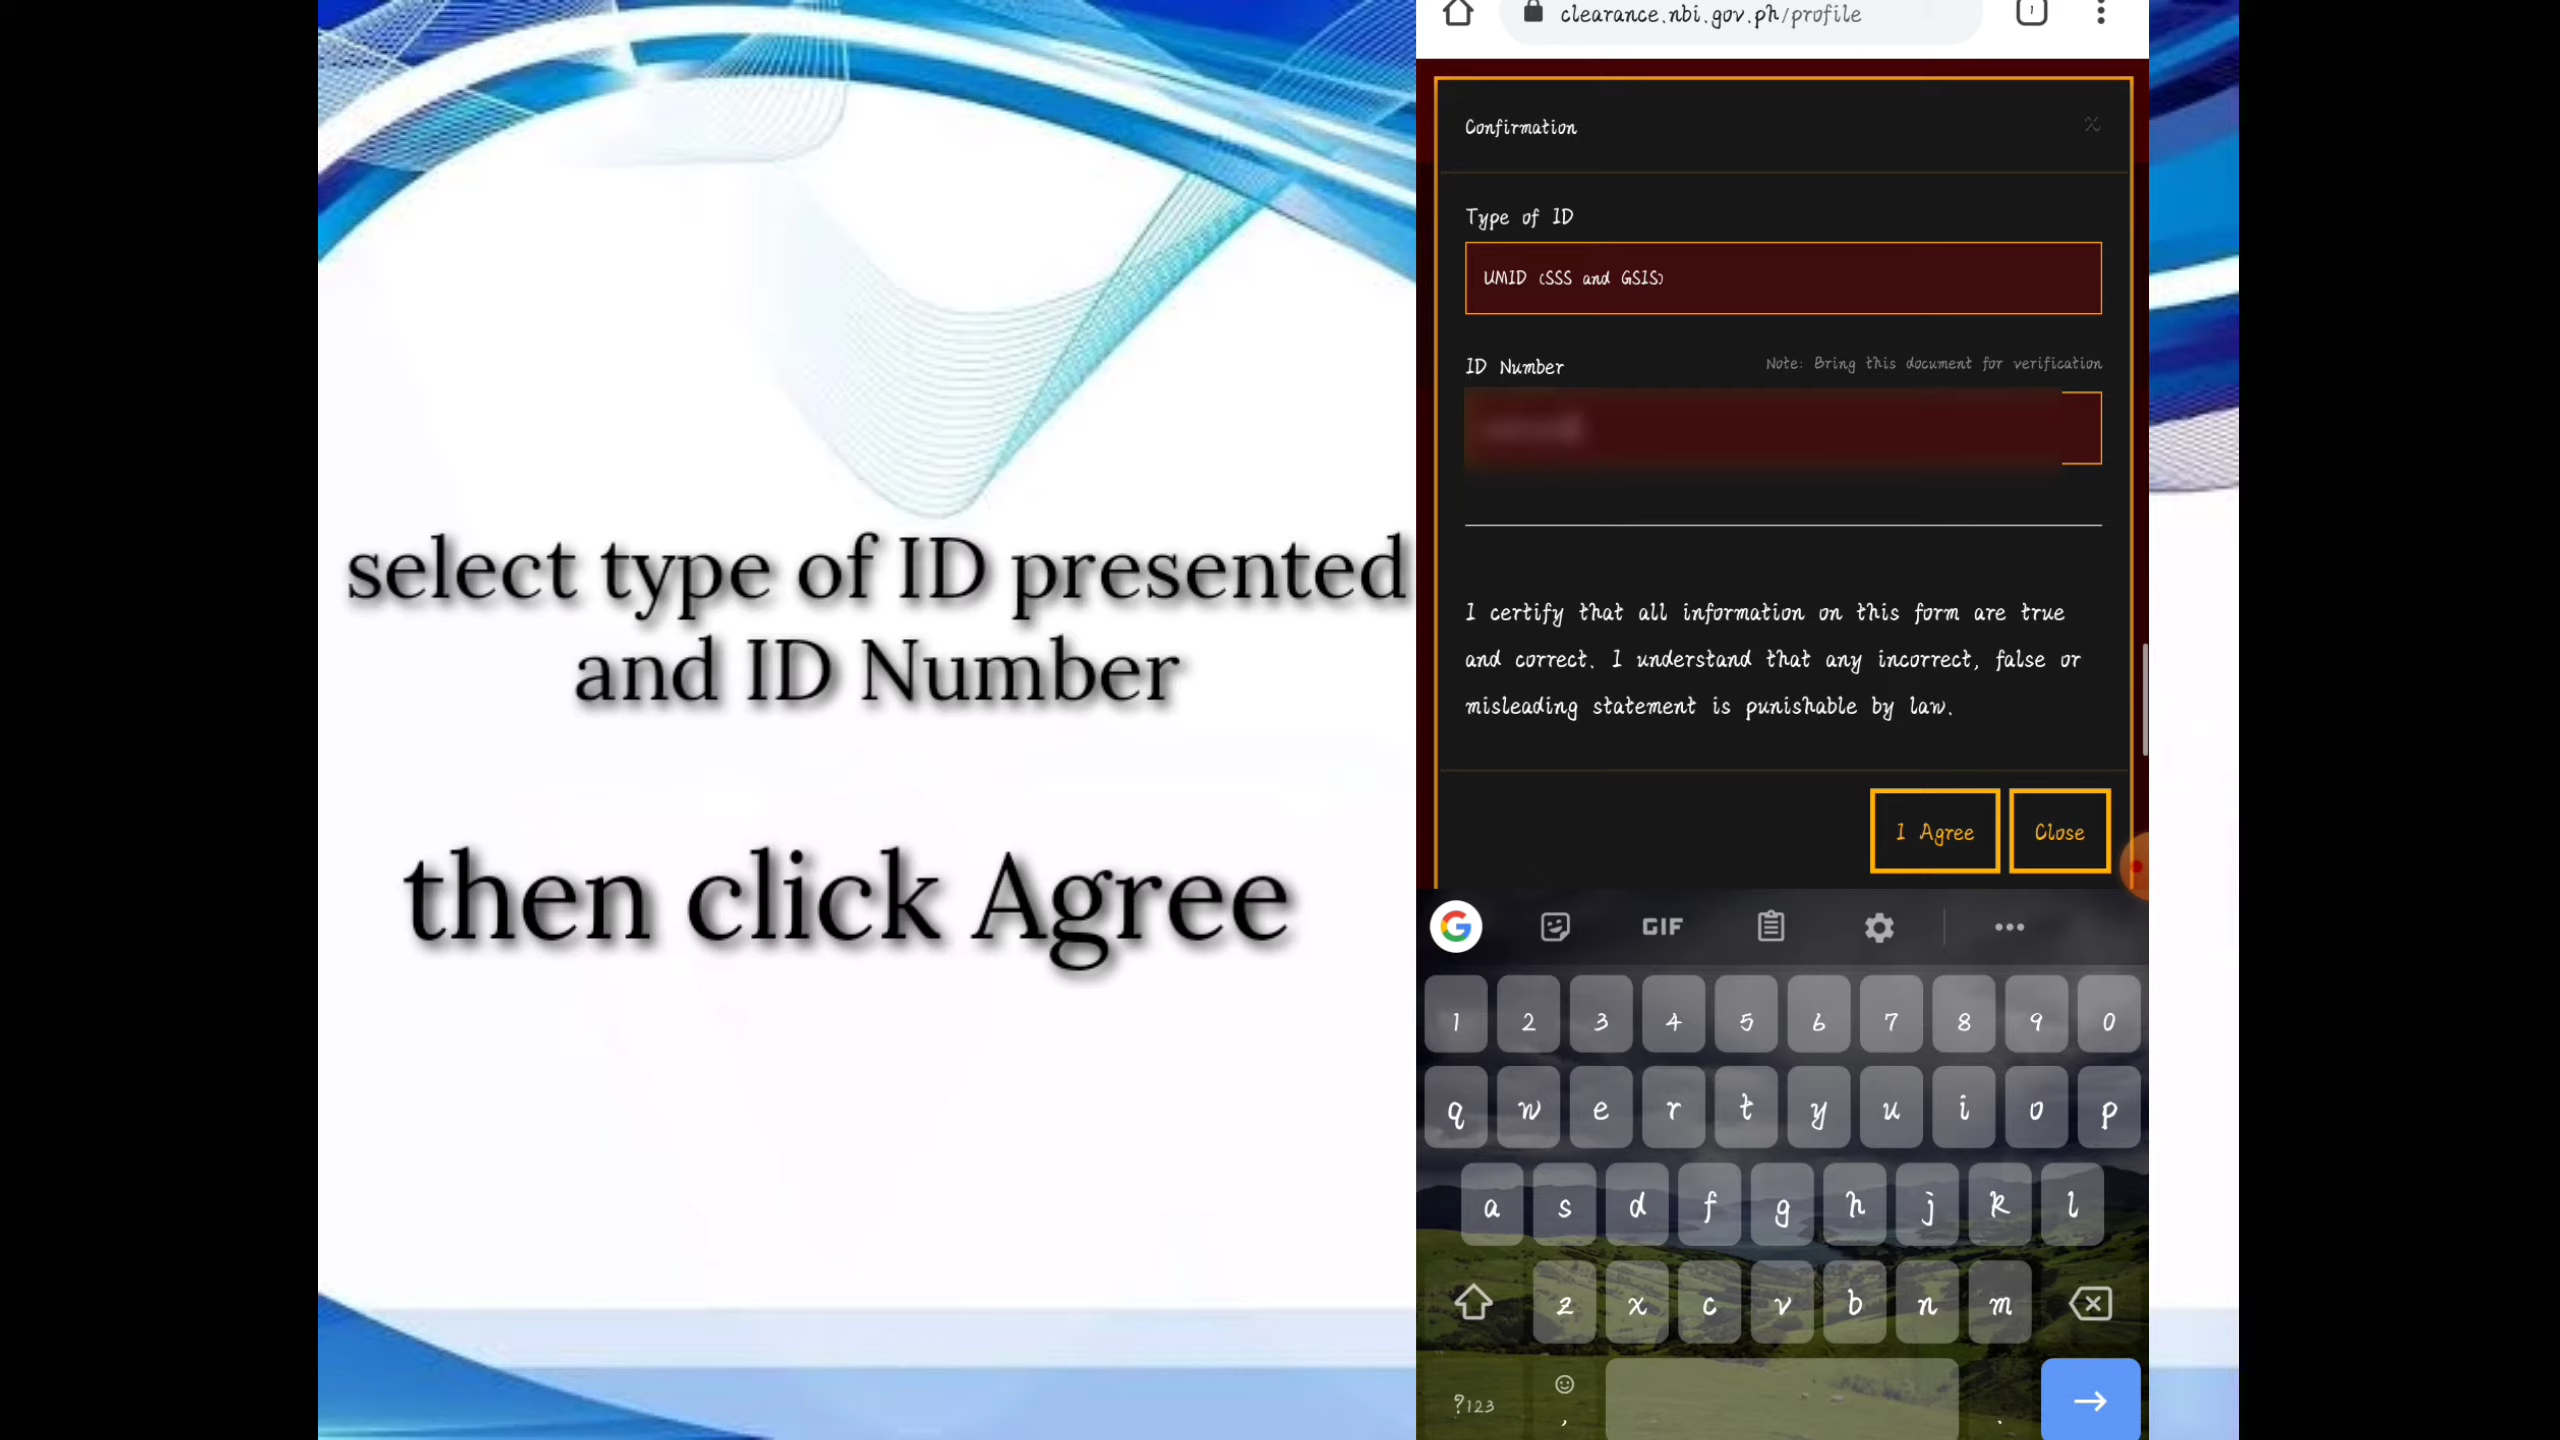 select type of ID presented
and ID Number
then click Agree
clearance.nbi.gov.ph/profile
1
Confirmation
x
Type of ID
UMID (SSS and GSIS)
ID Number
Note: Bring this document for verification
I certify that all information on this form are true
and correct. I understand that any incorrect, false or
misleading statement is punishable by law.
I Agree
Close
G
GIF
1 2 3 4 5 6 7 8 9 0
q w e r t y u i o p
a s d f g h j k l
z x c v b n m
?123 , .